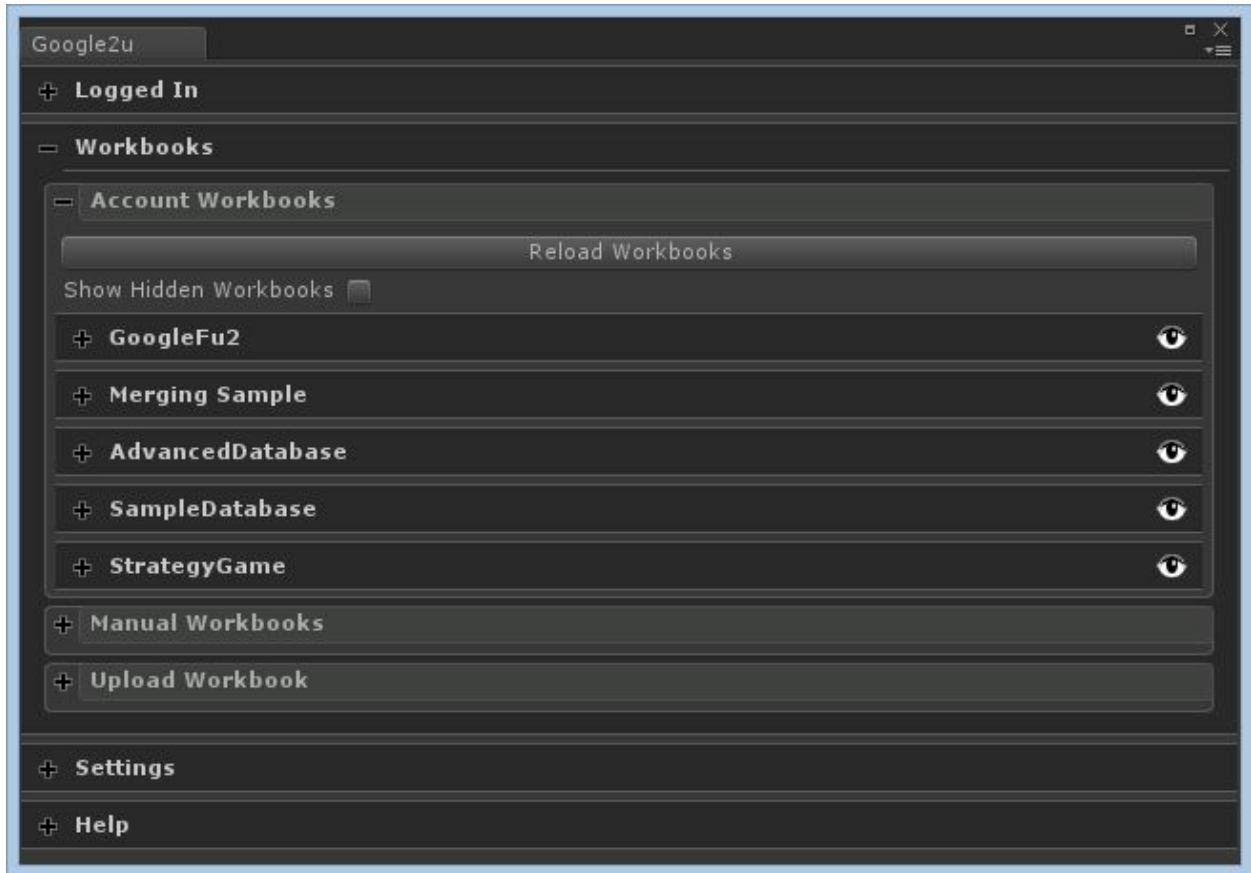 Google2u
Logged In
Workbooks
Account Workbooks
Reload Workbooks
Show Hidden Workbooks
GoogleFu2
Merging Sample
AdvancedDatabase
SampleDatabase
StrategyGame
Manual Workbooks
Upload Workbook
Settings
Help